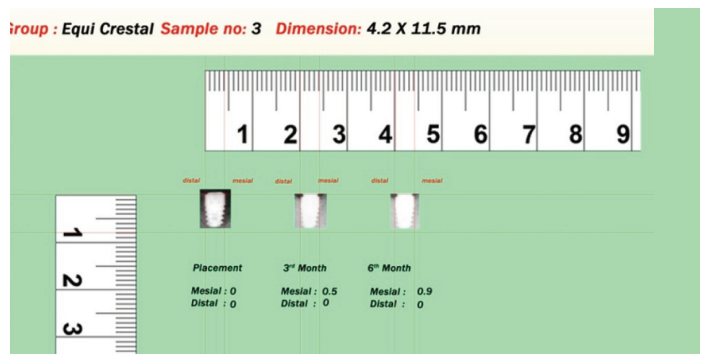 Group : Equi Crestal Sample no: 3 Dimension: 4.2 X 11.5 mm
1 2 3 4 5 6 7 8 9
distal mesial distal mesial distal mesial
1
2
3
Placement 3rd Month 6th Month
Mesial : 0 Mesial : 0.5 Mesial : 0.9
Distal : 0 Distal : 0 Distal : 0